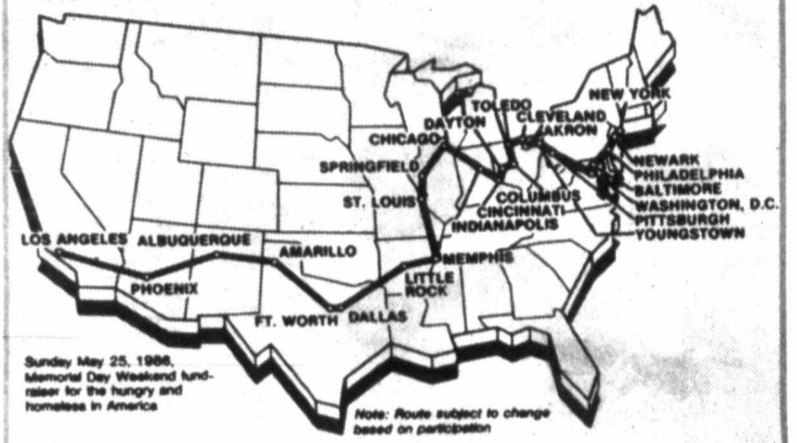 NEW YORK
TOLEDO
CLEVELAND
DAYTON
AKRON
CHICAGO
SPRINGFIELD
ST. LOUIS
NEWARK
PHILADELPHIA
BALTIMORE
WASHINGTON, D.C.
PITTSBURGH
YOUNGSTOWN
COLUMBUS
CINCINNATI
INDIANAPOLIS
LOS ANGELES
ALBUQUERQUE
AMARILLO
MEMPHIS
PHOENIX
LITTLE
ROCK
FT. WORTH
DALLAS
Sunday May 25, 1986,
Memorial Day Weekend fund-
raiser for the hungry and
homeless in America
Note: Route subject to change
based on participation